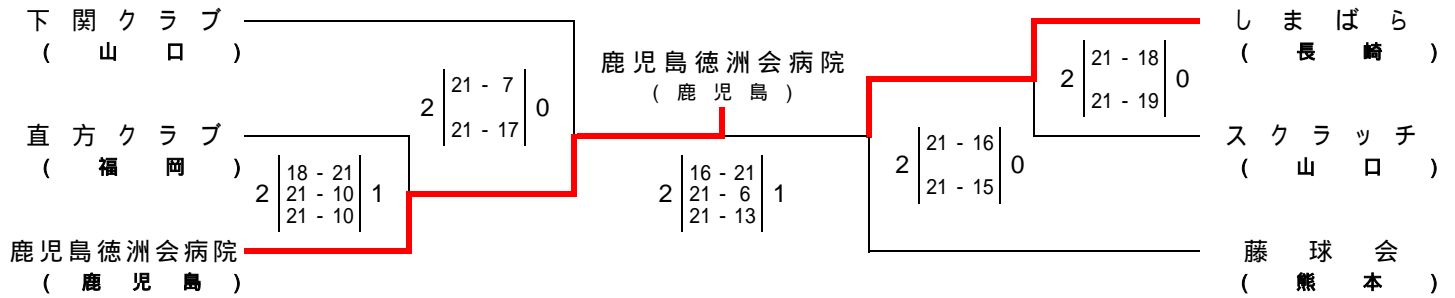 下関クラブ
(山口)
直方クラブ
(福岡)
鹿児島徳洲会病院
(鹿児島)
2 21 - 7 0
21 - 17
2 18 - 21 1
21 - 10
21 - 10
鹿児島徳洲会病院
(鹿児島)
2 16 - 21 1
21 - 6
21 - 13
2 21 - 16 0
21 - 15
2 21 - 18 0
21 - 19
しまばら
(長崎)
スクラッチ
(山口)
藤球会
(熊本)